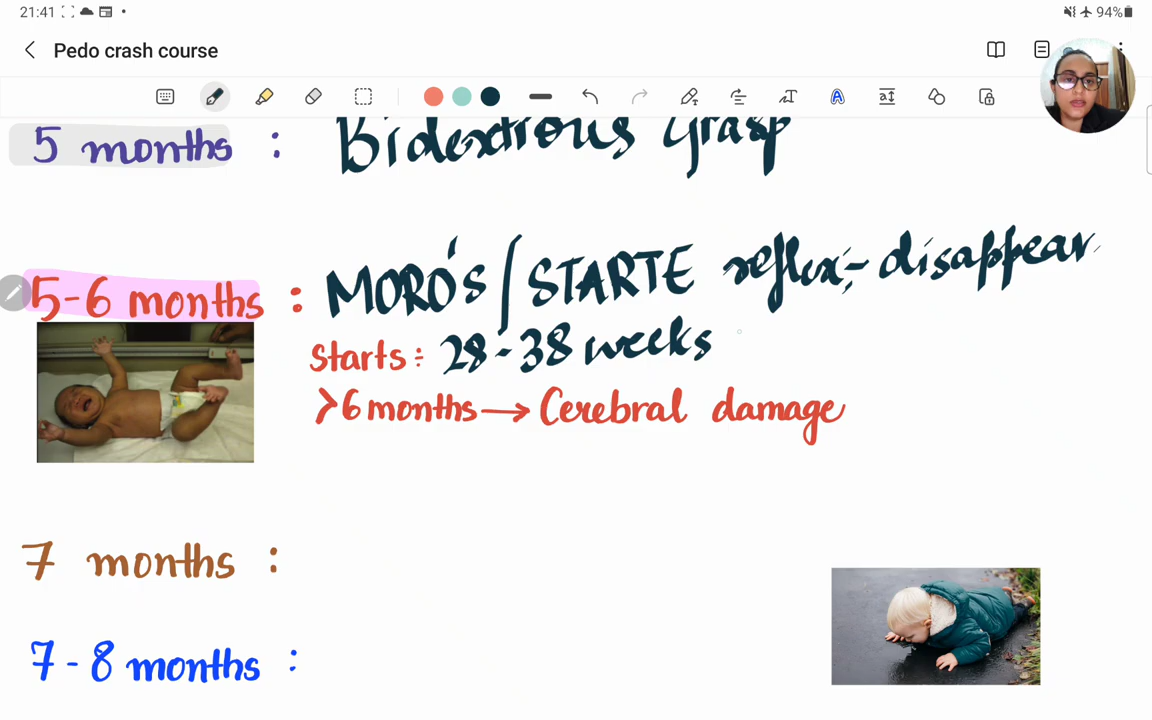 21:41
94%
Pedo crash course
5 months : Bidextrous grasp
5-6 months : MORO's / STARTE reflex;- disappear
Starts: 28-38 weeks
>6 months → Cerebral damage
7 months :
7-8 months :